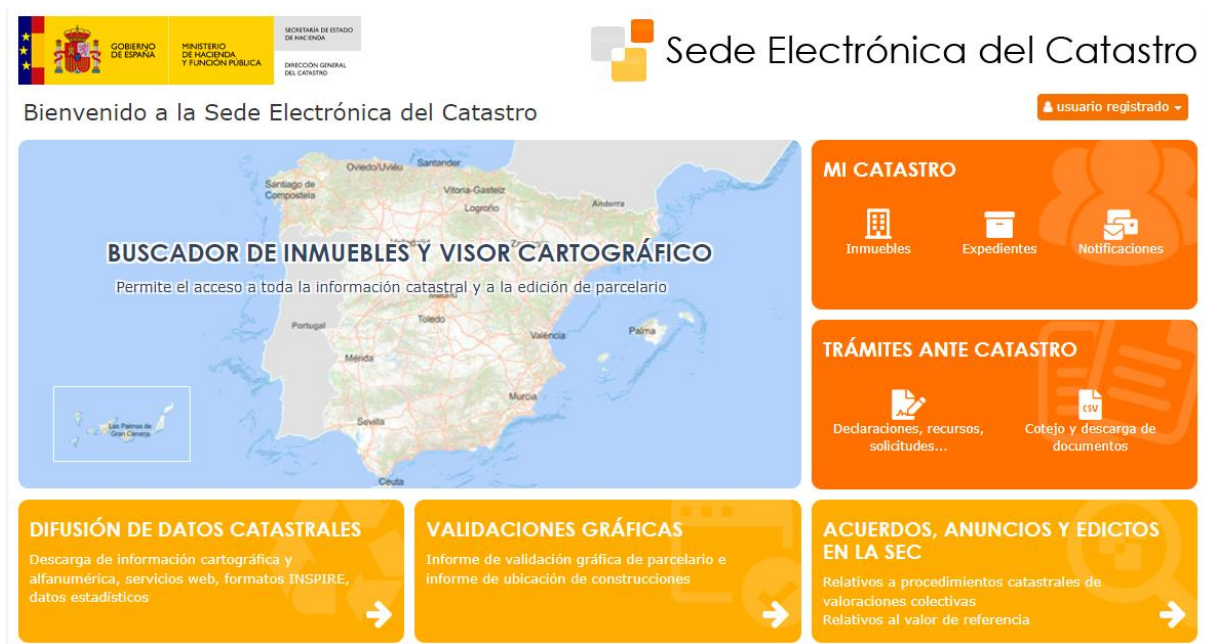 GOBIERNO
DE ESPAÑA
MINISTERIO
DE HACIENDA
Y FUNCIÓN PÚBLICA
SECRETARÍA DE ESTADO
DE HACIENDA
DIRECCIÓN GENERAL
DEL CATASTRO
Sede Electrónica del Catastro
Bienvenido a la Sede Electrónica del Catastro
usuario registrado
Oviedo/Uviéu
Santander
Santiago de
Compostela
Vitoria-Gasteiz
Logroño
Andorra
BUSCADOR DE INMUEBLES Y VISOR CARTOGRÁFICO
Permite el acceso a toda la información catastral y a la edición de parcelario
Portugal
Toledo
València
Palma
Mérida
Murcia
Sevilla
Las Palmas de
Gran Canaria
Ceuta
MI CATASTRO
Inmuebles
Expedientes
Notificaciones
TRÁMITES ANTE CATASTRO
CSV
Declaraciones, recursos,
solicitudes...
Cotejo y descarga de
documentos
DIFUSIÓN DE DATOS CATASTRALES
Descarga de información cartográfica y
alfanumérica, servicios web, formatos INSPIRE,
datos estadísticos
VALIDACIONES GRÁFICAS
Informe de validación gráfica de parcelario e
informe de ubicación de construcciones
ACUERDOS, ANUNCIOS Y EDICTOS
EN LA SEC
Relativos a procedimientos catastrales de
valoraciones colectivas
Relativos al valor de referencia